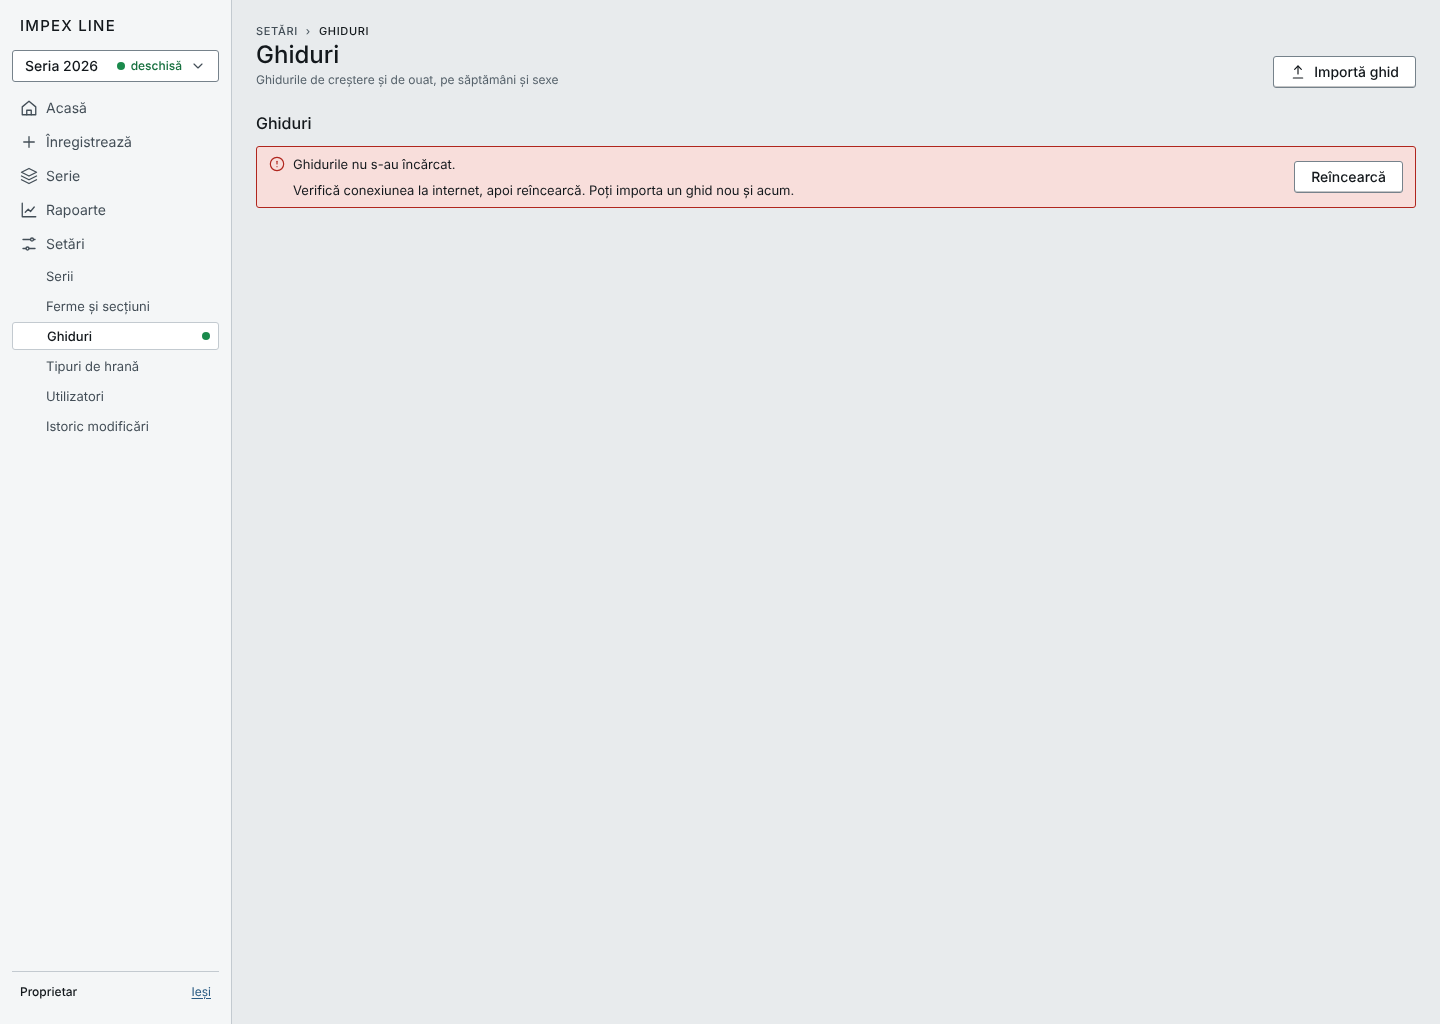 IMPEX LINE
Seria 2026 deschisă
Acasă
Înregistrează
Serie
Rapoarte
Setări
Serii
Ferme și secțiuni
Ghiduri
Tipuri de hrană
Utilizatori
Istoric modificări
Proprietar Ieși
SETĂRI › GHIDURI
Ghiduri
Ghidurile de creștere și de ouat, pe săptămâni și sexe
Importă ghid
Ghiduri
Ghidurile nu s-au încărcat.
Verifică conexiunea la internet, apoi reîncearcă. Poți importa un ghid nou și acum.
Reîncearcă